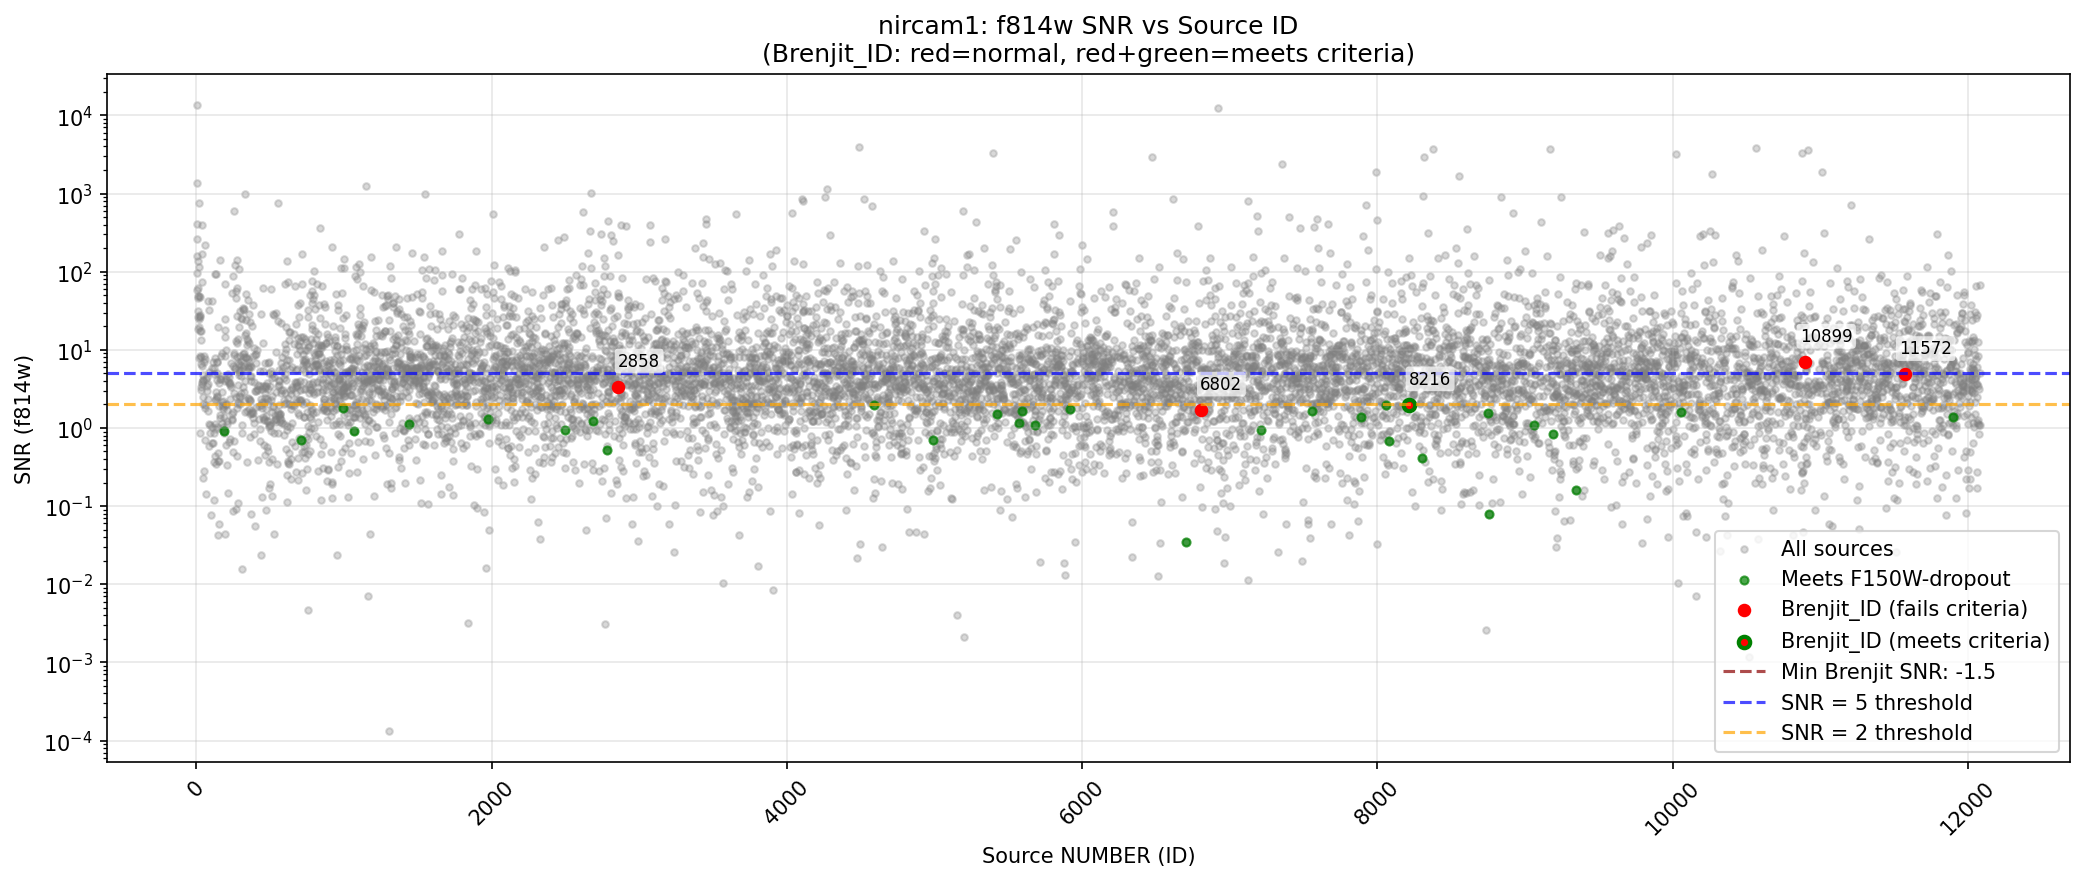 nircam1: f814w SNR vs Source ID
(Brenjit_ID: red=normal, red+green=meets criteria)
SNR (f814w)
10⁴
10³
10²
10¹
10⁰
10⁻¹
10⁻²
10⁻³
10⁻⁴
2858
6802
8216
10899
11572
All sources
Meets F150W-dropout
Brenjit_ID (fails criteria)
Brenjit_ID (meets criteria)
Min Brenjit SNR: -1.5
SNR = 5 threshold
SNR = 2 threshold
0
2000
4000
6000
8000
10000
12000
Source NUMBER (ID)